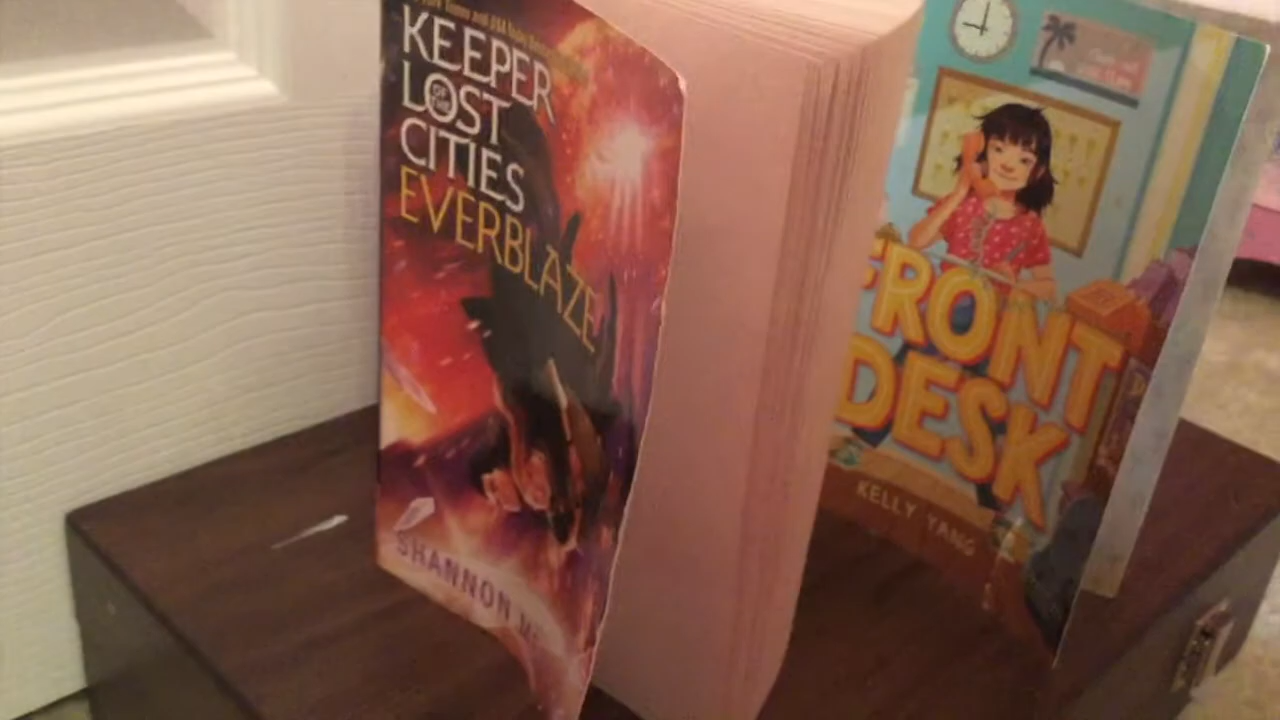 KEEPER
OF THE
LOST
CITIES
EVERBLAZE
SHANNON
FRONT
DESK
KELLY YANG